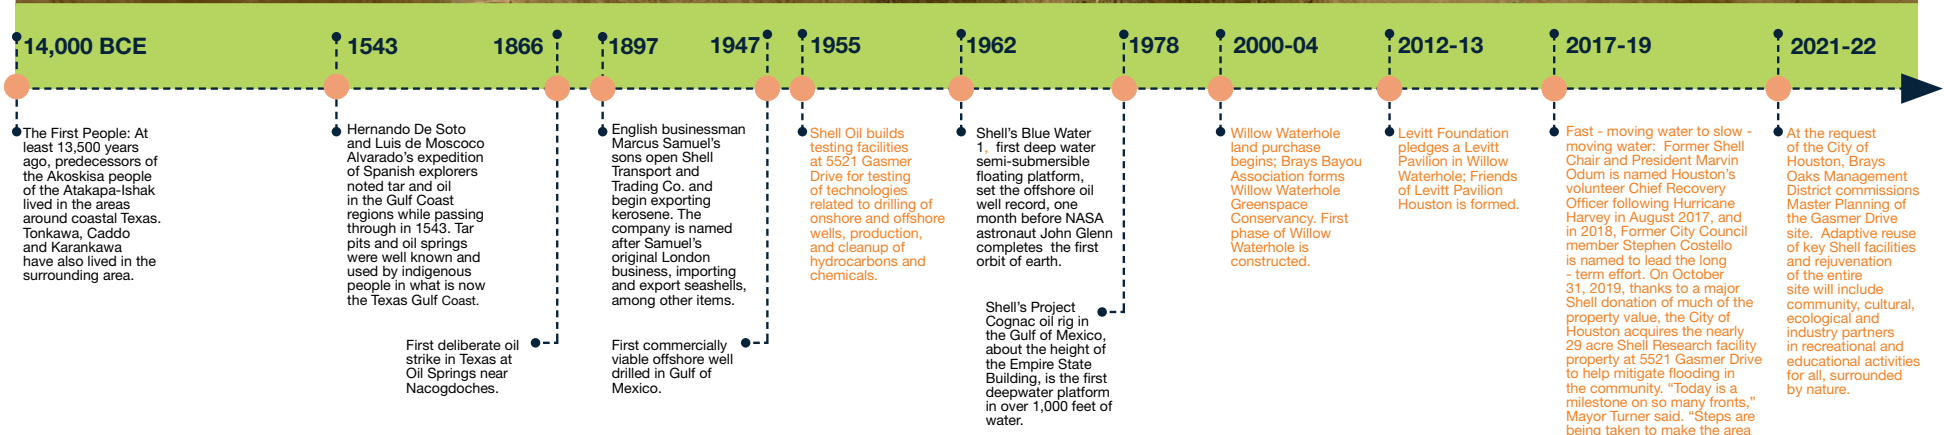 14,000 BCE
The First People: At
least 13,500 years
ago, predecessors of
the Akoskisa people
of the Atakapa-Ishak
lived in the areas
around coastal Texas.
Tonkawa, Caddo
and Karankawa
have also lived in the
surrounding area.
1543
Hernando De Soto
and Luis de Moscoco
Alvarado's expedition
of Spanish explorers
noted tar and oil
in the Gulf Coast
regions while passing
through in 1543. Tar
pits and oil springs
were well known and
used by indigenous
people in what is now
the Texas Gulf Coast.
1866
First deliberate oil
strike in Texas at
Oil Springs near
Nacogdoches.
1897
English businessman
Marcus Samuel's
sons open Shell
Transport and
Trading Co. and
begin exporting
kerosene. The
company is named
after Samuel's
original London
business, importing
and export seashells,
among other items.
1947
First commercially
viable offshore well
drilled in Gulf of
Mexico.
1955
Shell Oil builds
testing facilities
at 5521 Gasmer
Drive for testing
of technologies
related to drilling of
onshore and offshore
wells, production,
and cleanup of
hydrocarbons and
chemicals.
1962
Shell's Blue Water
1, first deep water
semi-submersible
floating platform,
set the offshore oil
well record, one
month before NASA
astronaut John Glenn
completes the first
orbit of earth.
1978
Shell's Project
Cognac oil rig in
the Gulf of Mexico,
about the height of
the Empire State
Building, is the first
deepwater platform
in over 1,000 feet of
water.
2000-04
Willow Waterhole
land purchase
begins; Brays Bayou
Association forms
Willow Waterhole
Greenspace
Conservancy. First
phase of Willow
Waterhole is
constructed.
2012-13
Levitt Foundation
pledges a Levitt
Pavilion in Willow
Waterhole; Friends
of Levitt Pavilion
Houston is formed.
2017-19
Fast - moving water to slow -
moving water: Former Shell
Chair and President Marvin
Odum is named Houston's
volunteer Chief Recovery
Officer following Hurricane
Harvey in August 2017, and
in 2018, Former City Council
member Stephen Costello
is named to lead the long
- term effort. On October
31, 2019, thanks to a major
Shell donation of much of the
property value, the City of
Houston acquires the nearly
29 acre Shell Research facility
property at 5521 Gasmer Drive
to help mitigate flooding in
the community. “Today is a
milestone on so many fronts,”
Mayor Turner said. “Steps are
being taken to make the area
2021-22
At the request
of the City of
Houston, Brays
Oaks Management
District commissions
Master Planning of
the Gasmer Drive
site. Adaptive reuse
of key Shell facilities
and rejuvenation
of the entire
site will include
community, cultural,
ecological and
industry partners
in recreational and
educational activities
for all, surrounded
by nature.